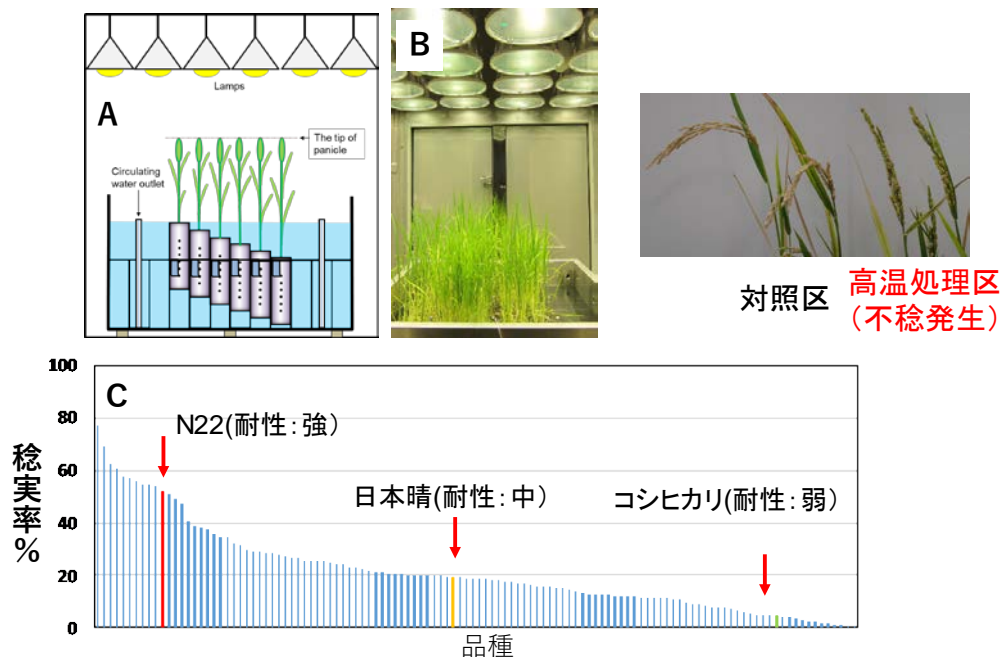 Lamps
A
The tip of
panicle
Circulating
water outlet
B
対照区
高温処理区
（不稔発生）
C
稔実率%
100
80
60
40
20
0
N22(耐性：強）
日本晴(耐性：中）
コシヒカリ(耐性：弱）
品種